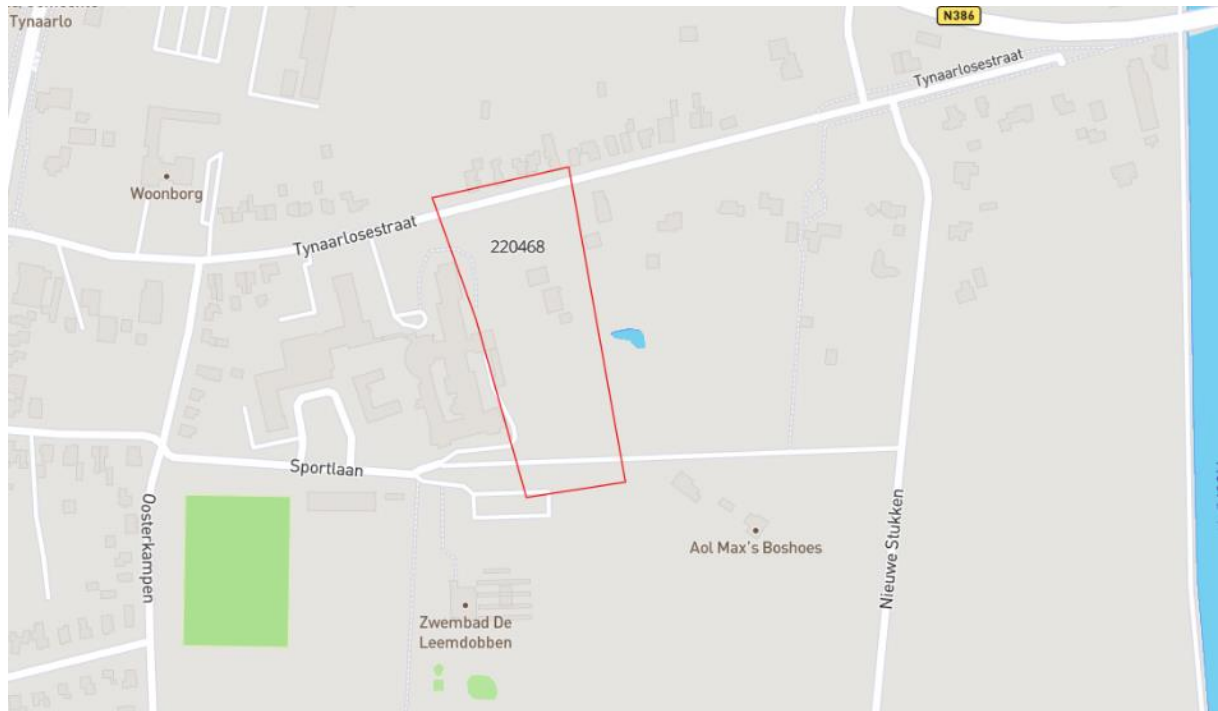 Tynaarlo
N386
Tynaarlosestraat
Woonborg
Tynaarlosestraat
220468
Sportlaan
Oosterkampen
Aol Max's Boshoes
Nieuwe Stukken
Zwembad De
Leemdobben